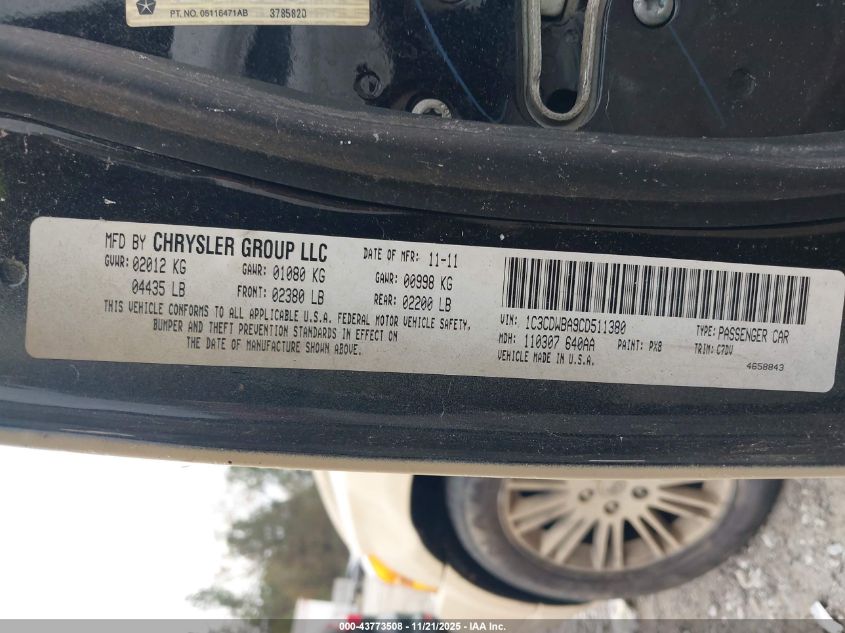 PT. NO. 05116471AB 3785820
MFD BY CHRYSLER GROUP LLC DATE OF MFR: 11-11
GVWR: 02012 KG GAWR: 01080 KG GAWR: 00998 KG
04435 LB FRONT: 02380 LB REAR: 02200 LB
THIS VEHICLE CONFORMS TO ALL APPLICABLE U.S.A. FEDERAL MOTOR VEHICLE SAFETY,
BUMPER AND THEFT PREVENTION STANDARDS IN EFFECT ON
THE DATE OF MANUFACTURE SHOWN ABOVE.
VIN: 1C3CDWBA9CD511380 TYPE: PASSENGER CAR
MDH: 110307 640AA PAINT: PX8 TRIM: C7DV
VEHICLE MADE IN U.S.A.
4658843
000-43773508 - 11/21/2025 - IAA Inc.